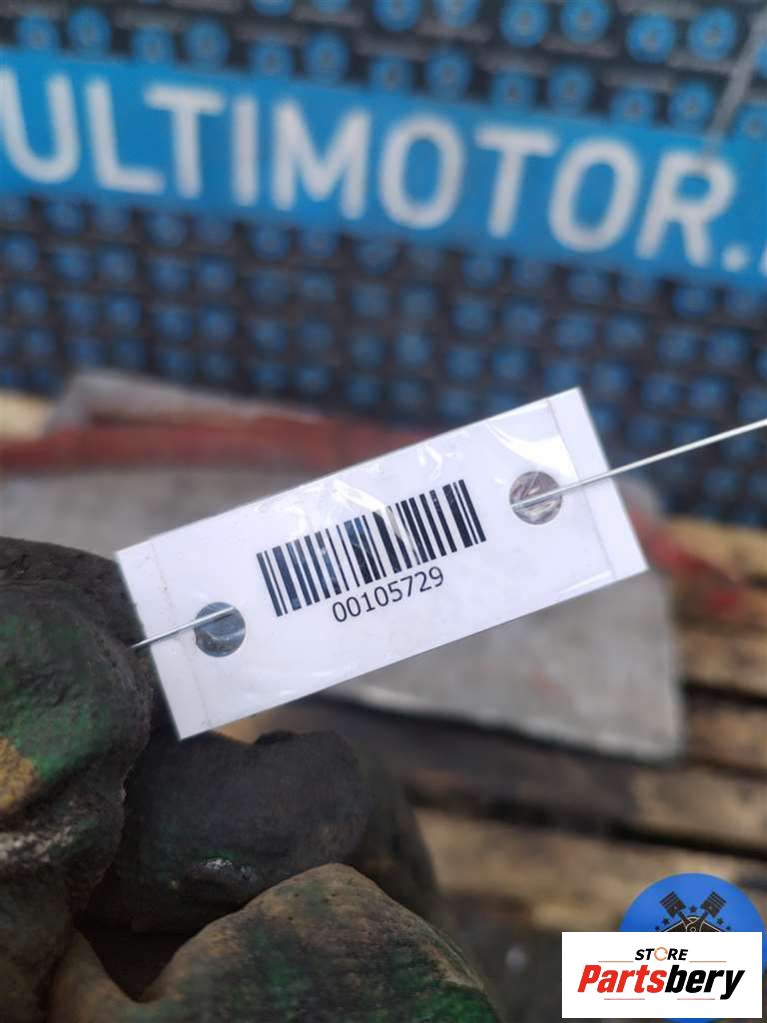 ULTIMOTOR.
00105729
STORE
Partsbery